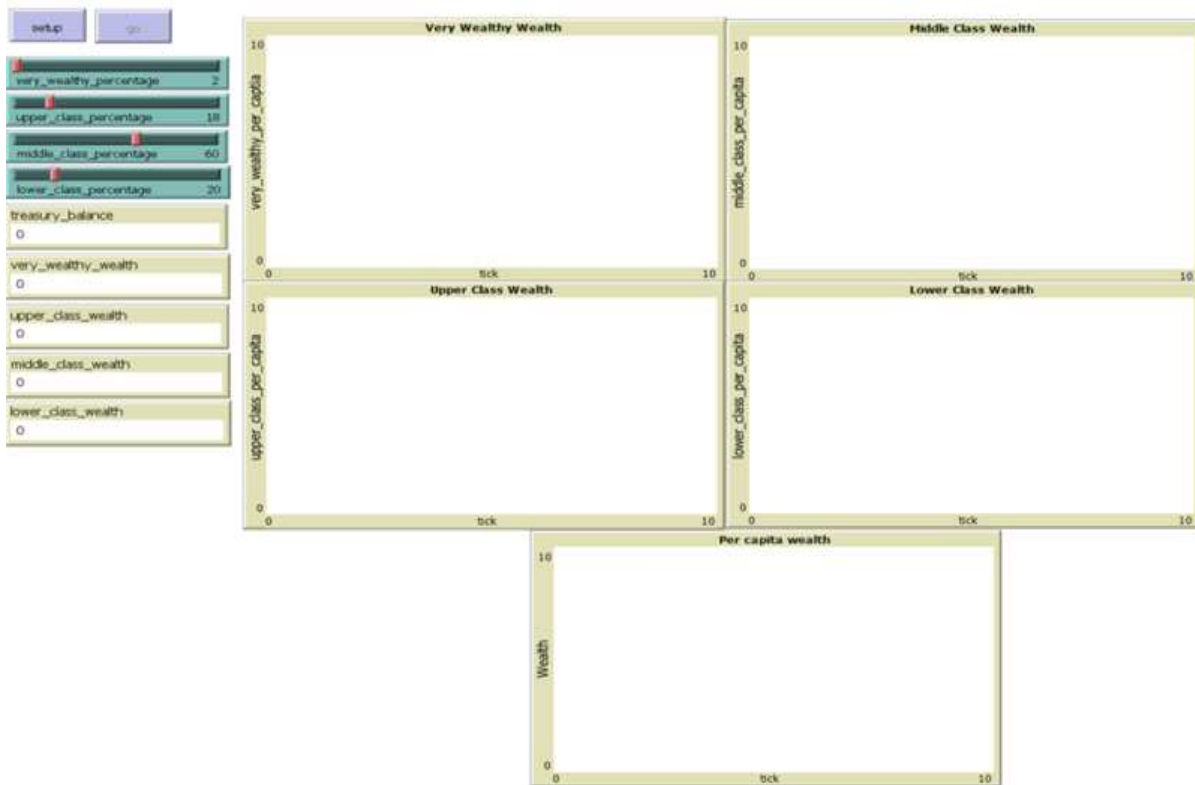 setup
go
very_wealthy_percentage 2
upper_class_percentage 18
middle_class_percentage 60
lower_class_percentage 20
treasury_balance
0
very_wealthy_wealth
0
upper_class_wealth
0
middle_class_wealth
0
lower_class_wealth
0
Very Wealthy Wealth
10
very_wealthy_per_captia
0
0 tick 10
Middle Class Wealth
10
middle_class_per_capita
0
0 tick 10
Upper Class Wealth
10
upper_class_per_capita
0
0 tick 10
Lower Class Wealth
10
lower_class_per_capita
0
0 tick 10
Per capita wealth
10
Wealth
0
0 tick 10